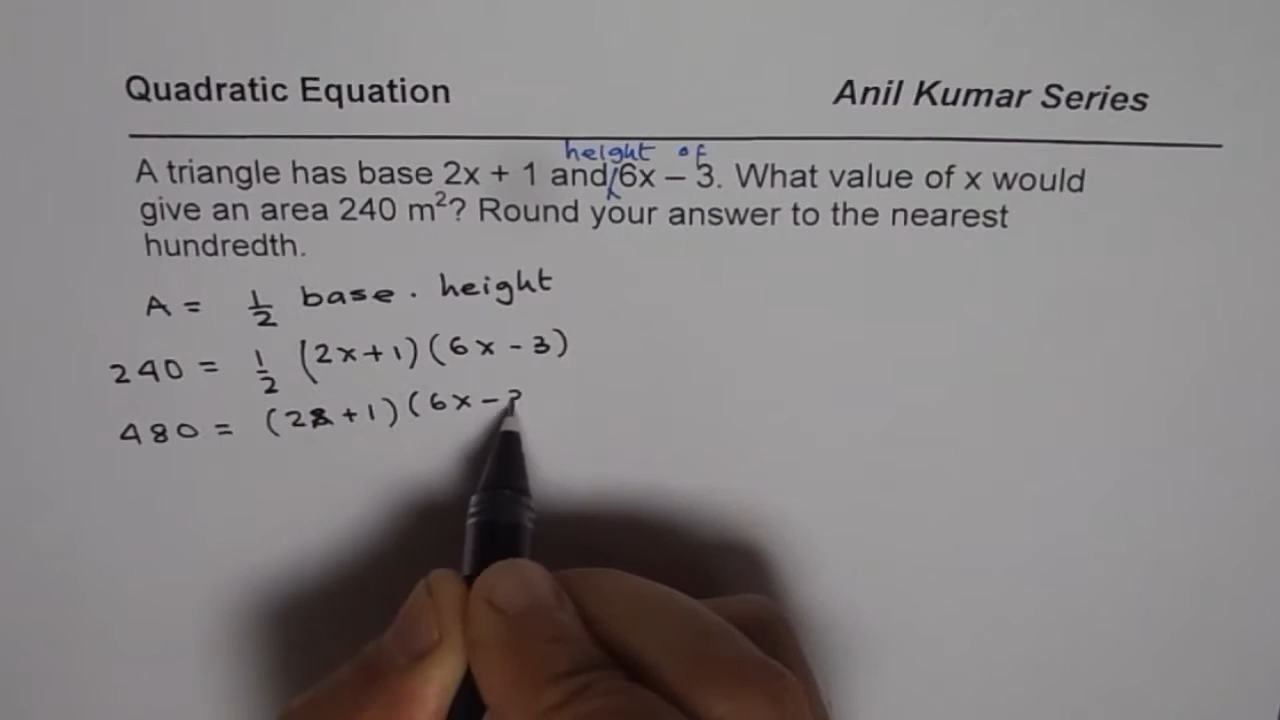 Quadratic Equation Anil Kumar Series
height of
A triangle has base 2x + 1 and 6x – 3. What value of x would
give an area 240 m²? Round your answer to the nearest
hundredth.
A = 1/2 base . height
240 = 1/2 (2x+1)(6x-3)
480 = (2x+1)(6x-